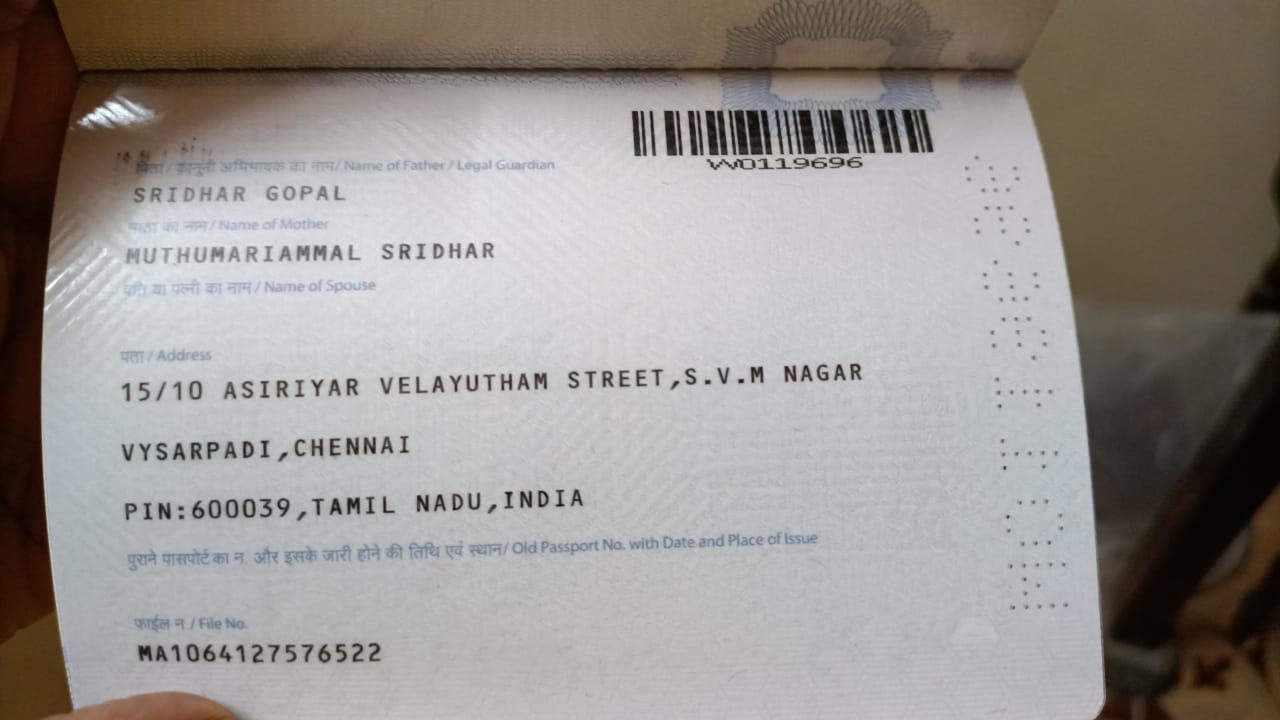 W0119696
पिता / कानूनी अभिभावक का नाम/ Name of Father / Legal Guardian
SRIDHAR GOPAL
माता का नाम/ Name of Mother
MUTHUMARIAMMAL SRIDHAR
पति या पत्नी का नाम / Name of Spouse
पता / Address
15/10 ASIRIYAR VELAYUTHAM STREET,S.V.M NAGAR
VYSARPADI,CHENNAI
PIN:600039,TAMIL NADU,INDIA
पुराने पासपोर्ट का न. और इसके जारी होने की तिथि एवं स्थान/ Old Passport No. with Date and Place of Issue
फाईल न / File No.
MA1064127576522